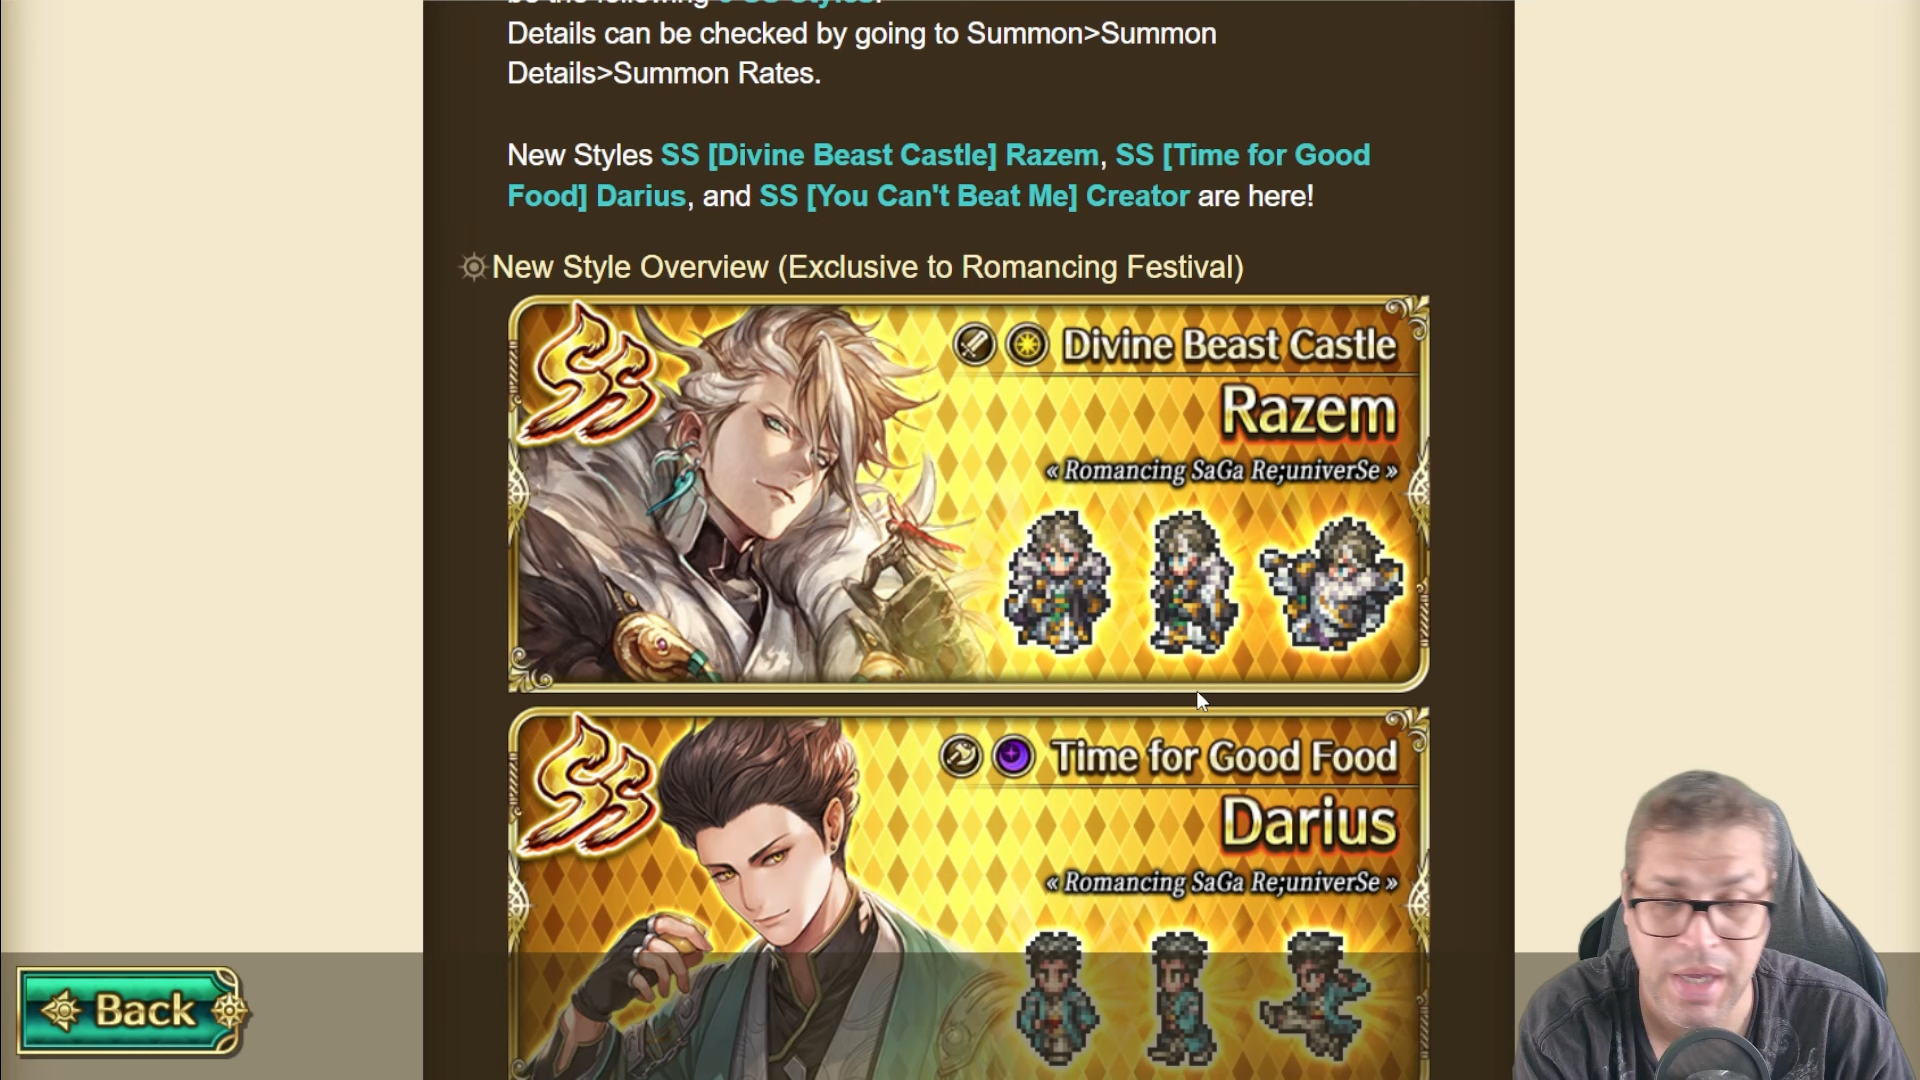 Details can be checked by going to Summon>Summon
Details>Summon Rates.
New Styles SS [Divine Beast Castle] Razem, SS [Time for Good
Food] Darius, and SS [You Can't Beat Me] Creator are here!
New Style Overview (Exclusive to Romancing Festival)
SS
Divine Beast Castle
Razem
« Romancing SaGa Re;univerSe »
SS
Time for Good Food
Darius
« Romancing SaGa Re;univerSe »
Back